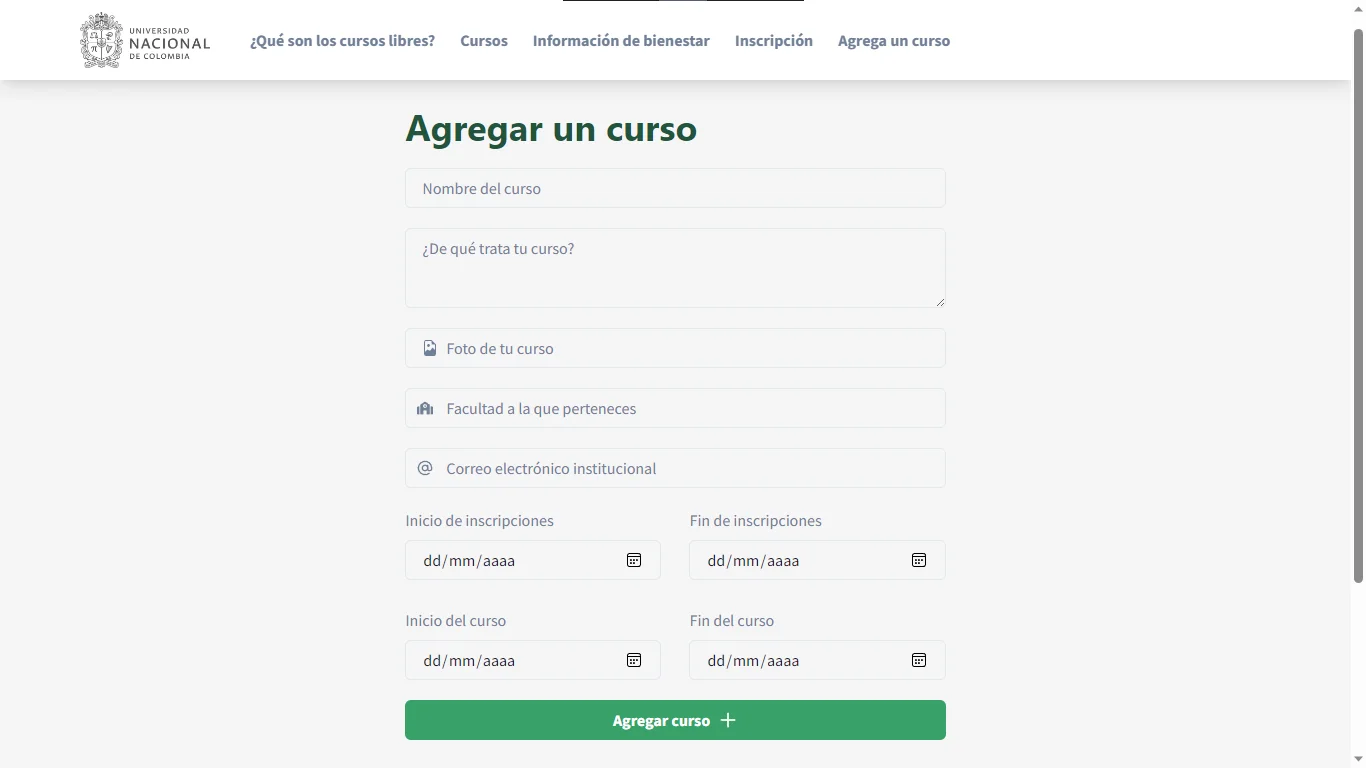 UNIVERSIDAD
NACIONAL
DE COLOMBIA
¿Qué son los cursos libres? Cursos Información de bienestar Inscripción Agrega un curso
Agregar un curso
Nombre del curso
¿De qué trata tu curso?
Foto de tu curso
Facultad a la que perteneces
Correo electrónico institucional
Inicio de inscripciones Fin de inscripciones
dd/mm/aaaa dd/mm/aaaa
Inicio del curso Fin del curso
dd/mm/aaaa dd/mm/aaaa
Agregar curso